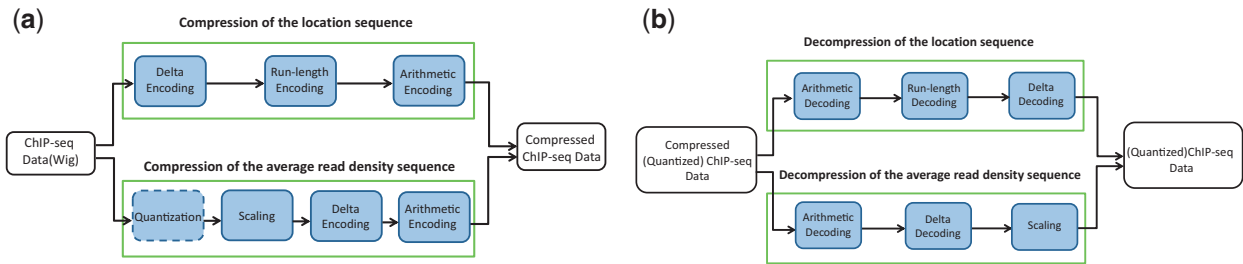 (a)
Compression of the location sequence
Delta
Encoding
Run-length
Encoding
Arithmetic
Encoding
ChIP-seq
Data(Wig)
Compressed
ChIP-seq Data
Compression of the average read density sequence
Quantization
Scaling
Delta
Encoding
Arithmetic
Encoding
(b)
Decompression of the location sequence
Arithmetic
Decoding
Run-length
Decoding
Delta
Decoding
Compressed
(Quantized) ChIP-seq
Data
(Quantized)ChIP-seq
Data
Decompression of the average read density sequence
Arithmetic
Decoding
Delta
Decoding
Scaling